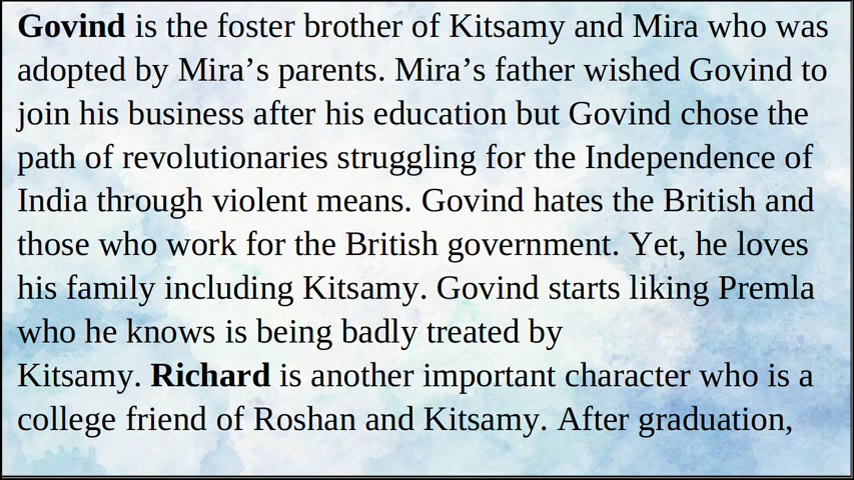 Govind is the foster brother of Kitsamy and Mira who was
adopted by Mira’s parents. Mira’s father wished Govind to
join his business after his education but Govind chose the
path of revolutionaries struggling for the Independence of
India through violent means. Govind hates the British and
those who work for the British government. Yet, he loves
his family including Kitsamy. Govind starts liking Premla
who he knows is being badly treated by
Kitsamy. Richard is another important character who is a
college friend of Roshan and Kitsamy. After graduation,